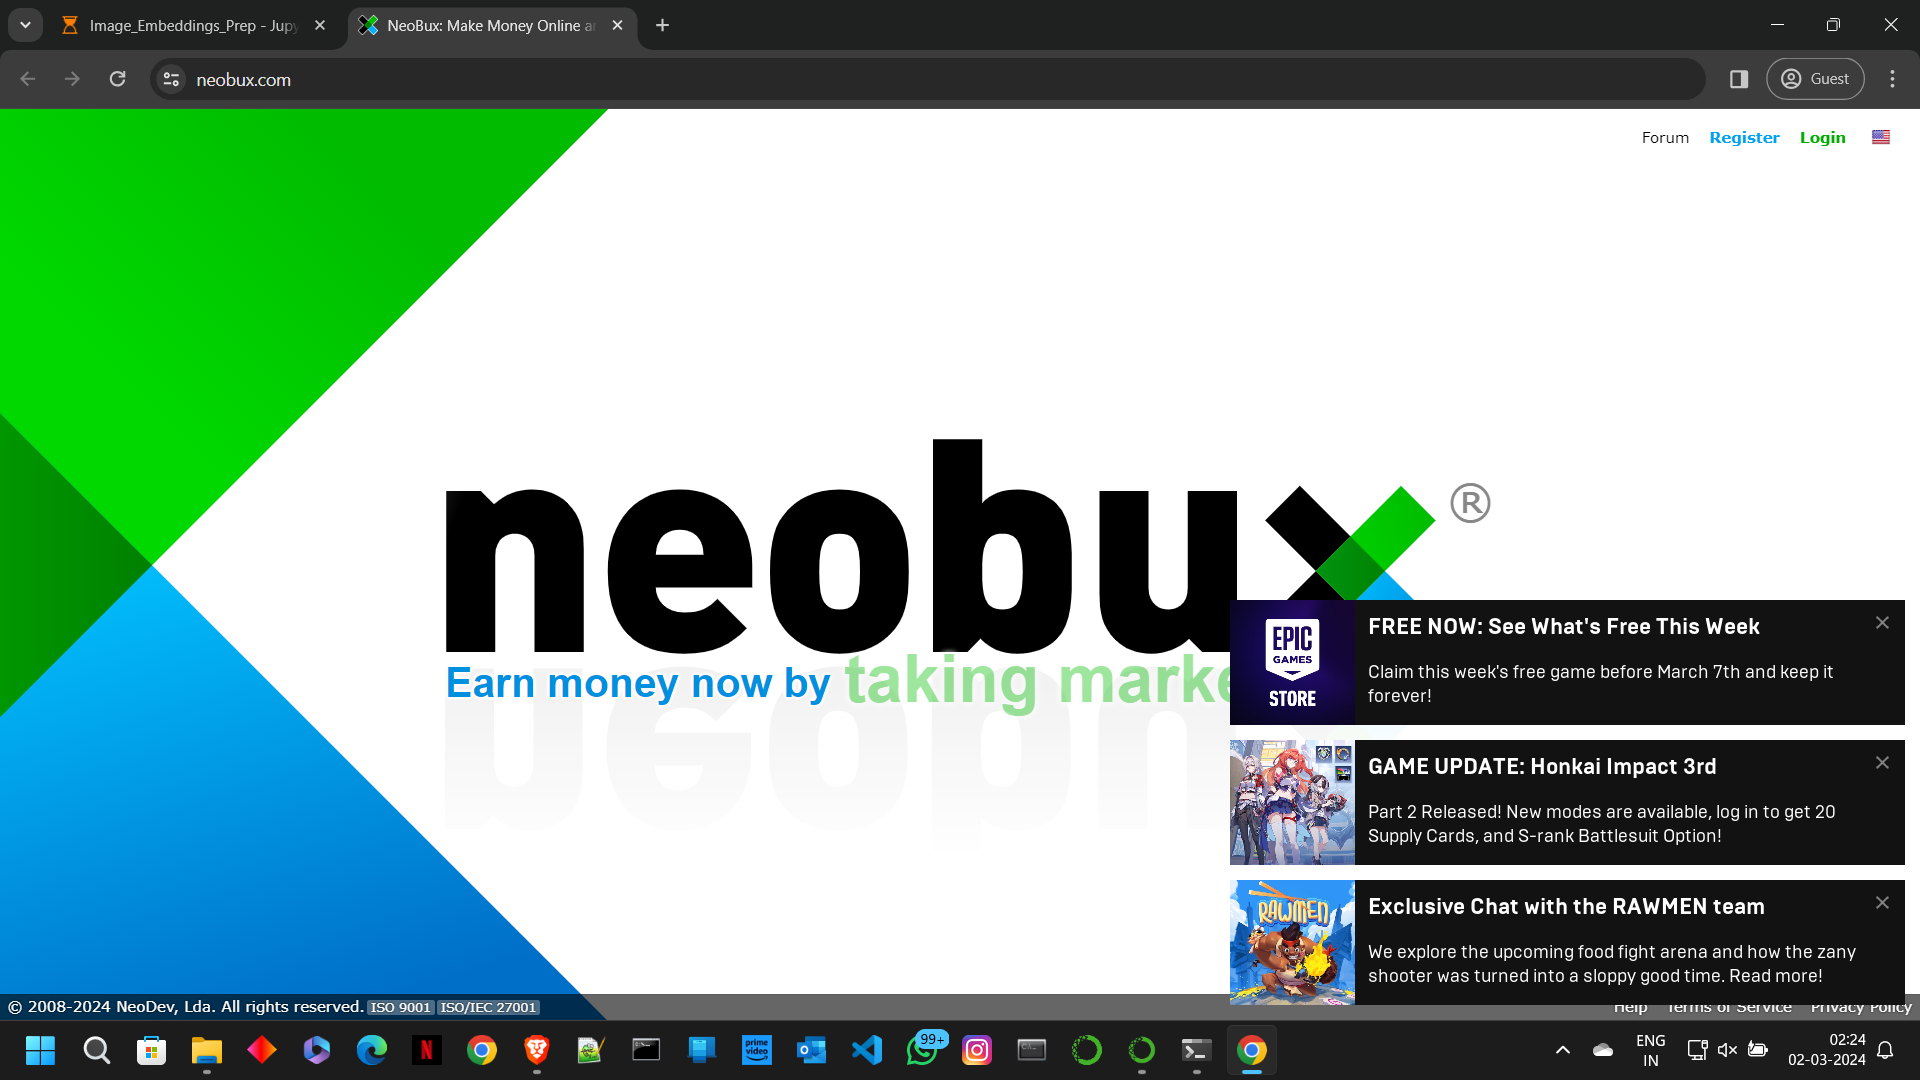 Image_Embeddings_Prep - Jupy
NeoBux: Make Money Online a
neobux.com
Guest
Forum Register Login
neobux®
Earn money now by taking marke
EPIC
GAMES
STORE
FREE NOW: See What's Free This Week
Claim this week's free game before March 7th and keep it
forever!
GAME UPDATE: Honkai Impact 3rd
Part 2 Released! New modes are available, log in to get 20
Supply Cards, and S-rank Battlesuit Option!
RAWMEN
Exclusive Chat with the RAWMEN team
We explore the upcoming food fight arena and how the zany
shooter was turned into a sloppy good time. Read more!
© 2008-2024 NeoDev, Lda. All rights reserved. ISO 9001 ISO/IEC 27001
Help Terms of Service Privacy Policy
prime
video
99+
ENG
IN
02:24
02-03-2024